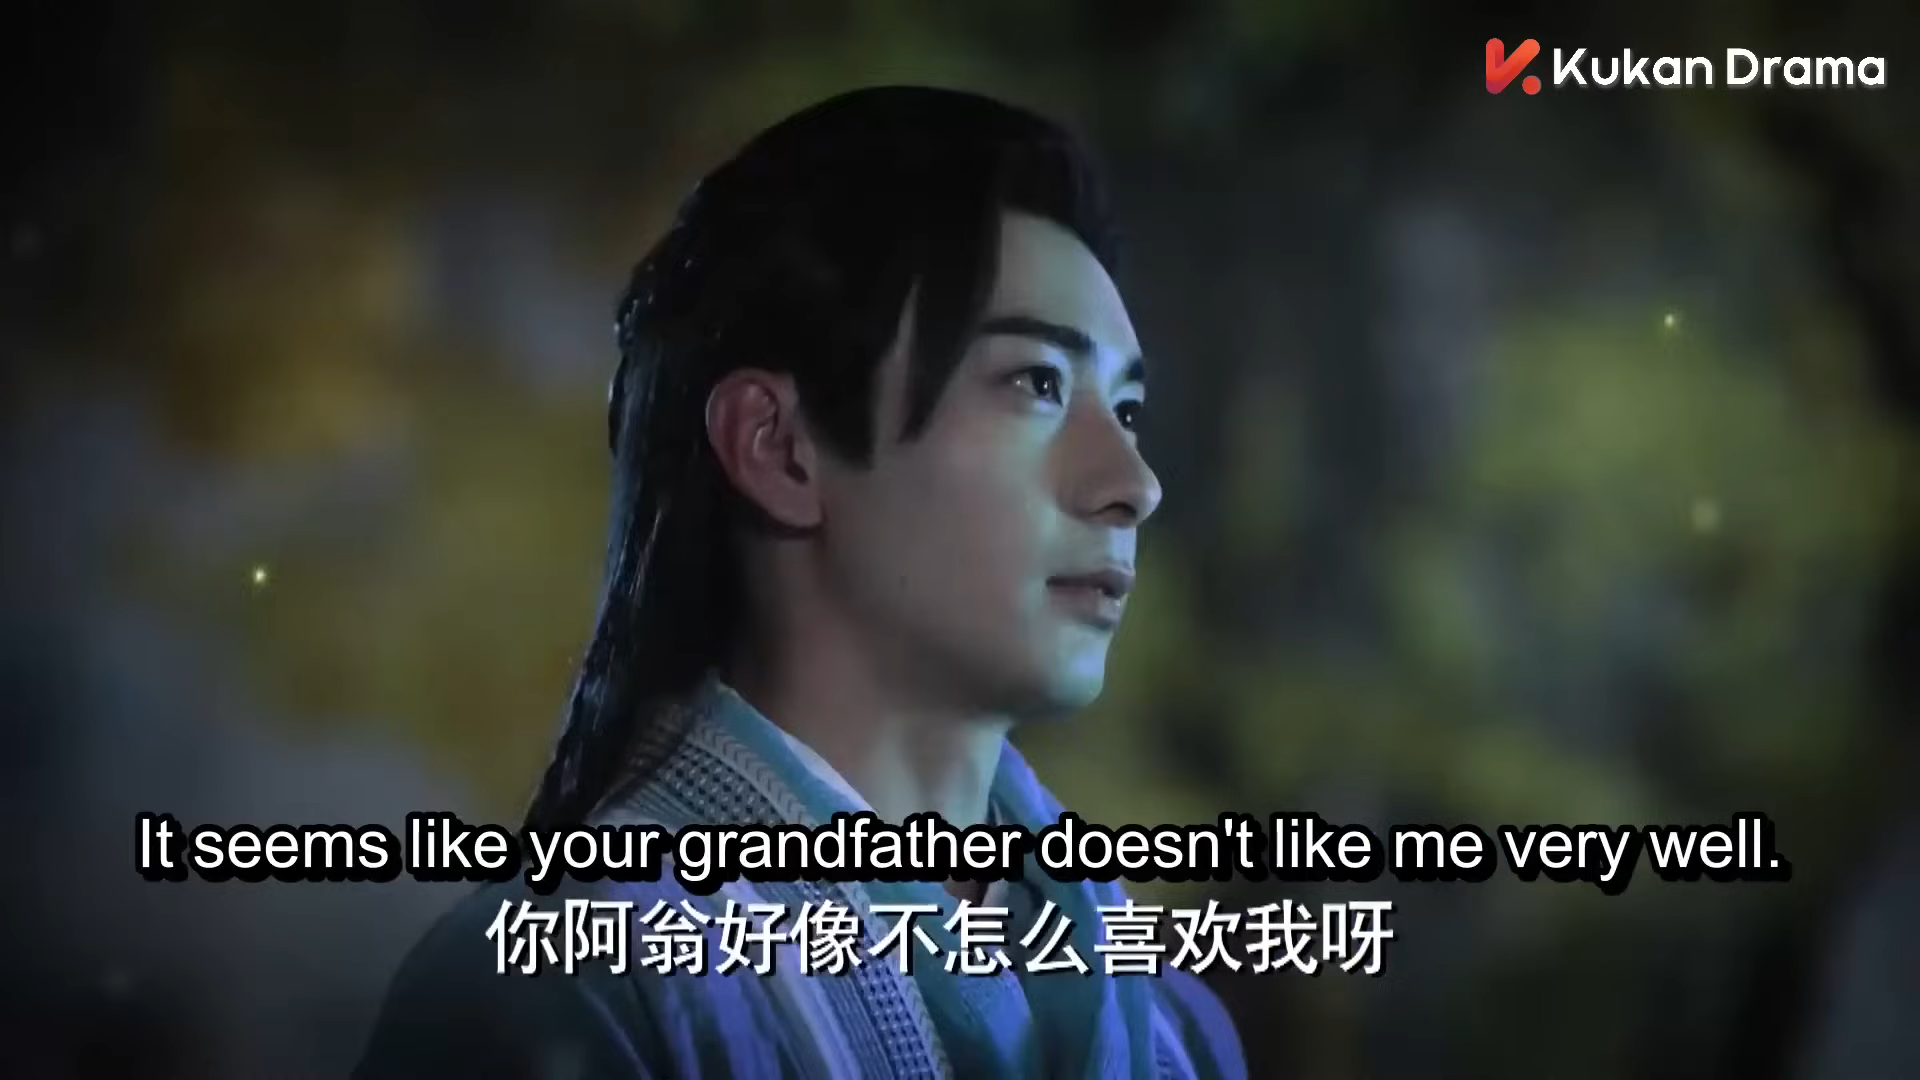 Kukan Drama
It seems like your grandfather doesn't like me very well.
你阿翁好像不怎么喜欢我呀